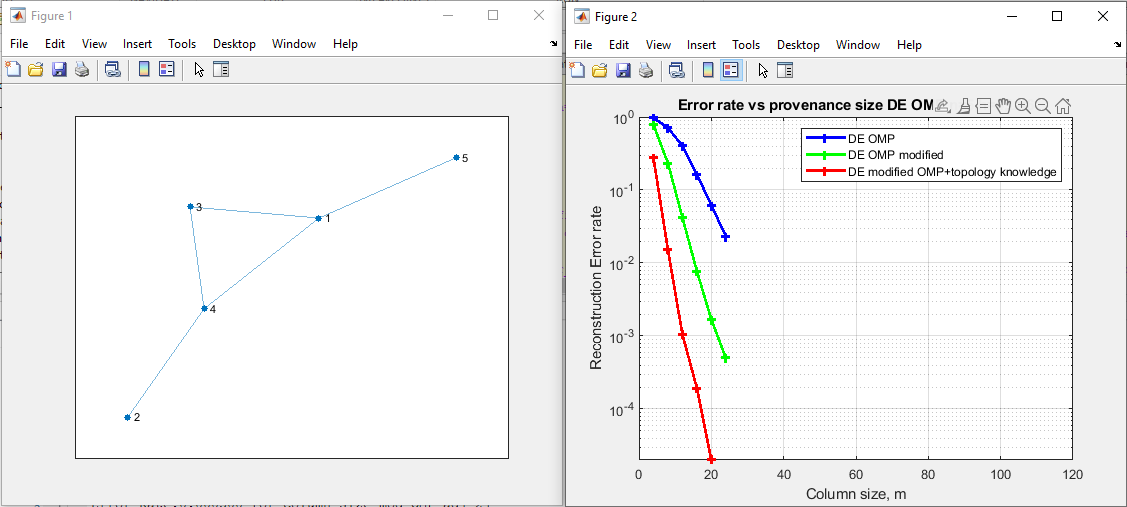 Figure 1
File Edit View Insert Tools Desktop Window Help
5
3
1
4
2
Figure 2
File Edit View Insert Tools Desktop Window Help
Error rate vs provenance size DE OM
DE OMP
DE OMP modified
DE modified OMP+topology knowledge
Reconstruction Error rate
10^0
10^-1
10^-2
10^-3
10^-4
0 20 40 60 80 100 120
Column size, m